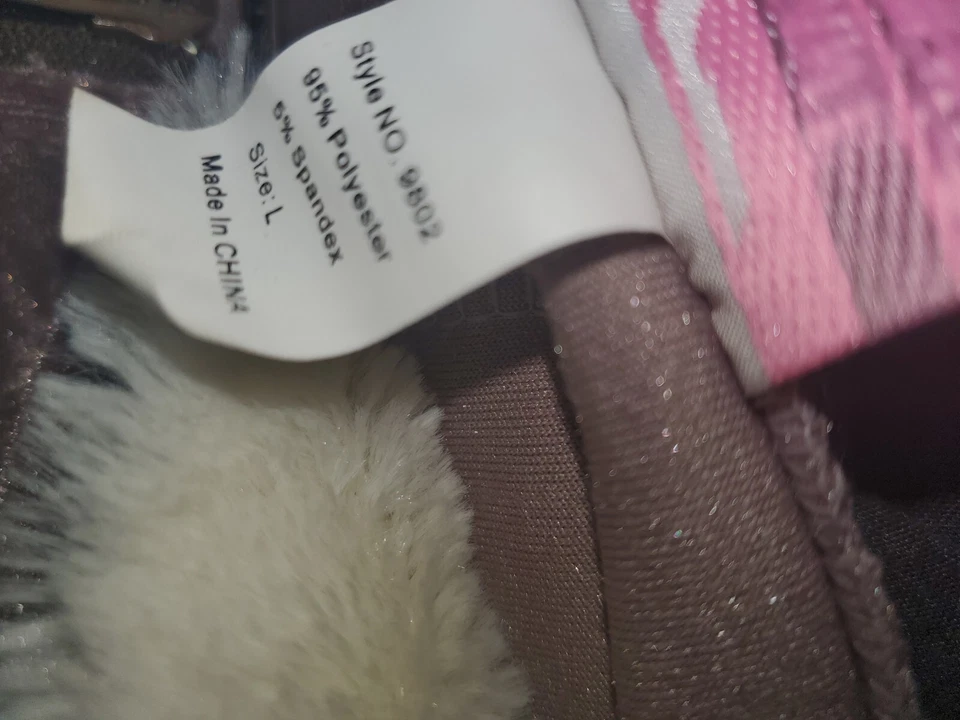 Style NO. 9802
95% Polyester
5% Spandex
Size: L
Made In CHINA